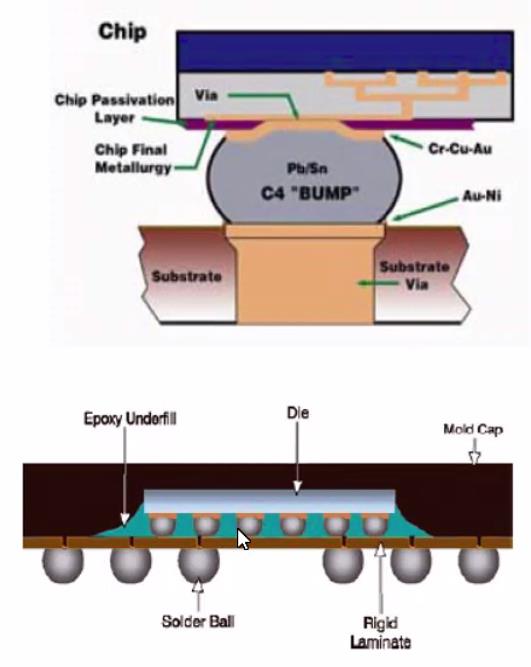 Chip
Via
Chip Passivation
Layer
Chip Final
Metallurgy
Cr-Cu-Au
Pb/Sn
C4 "BUMP"
Au-Ni
Substrate
Substrate
Via
Epoxy Underfill
Die
Mold Cap
Solder Ball
Rigid
Laminate